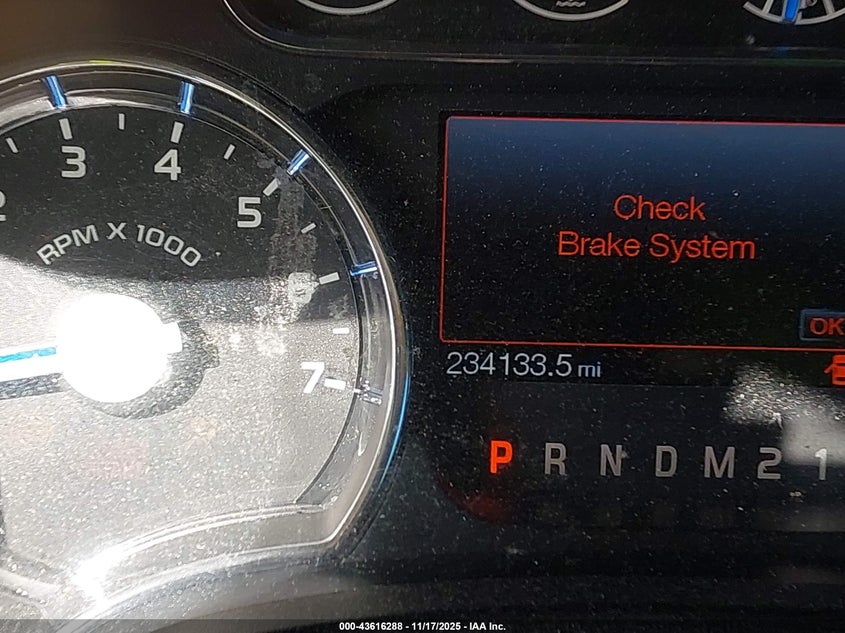 3 4 5 6 7
RPM X 1000
Check
Brake System
OK
234133.5 mi
P R N D M 2 1
000-43616288 - 11/17/2025 - IAA Inc.